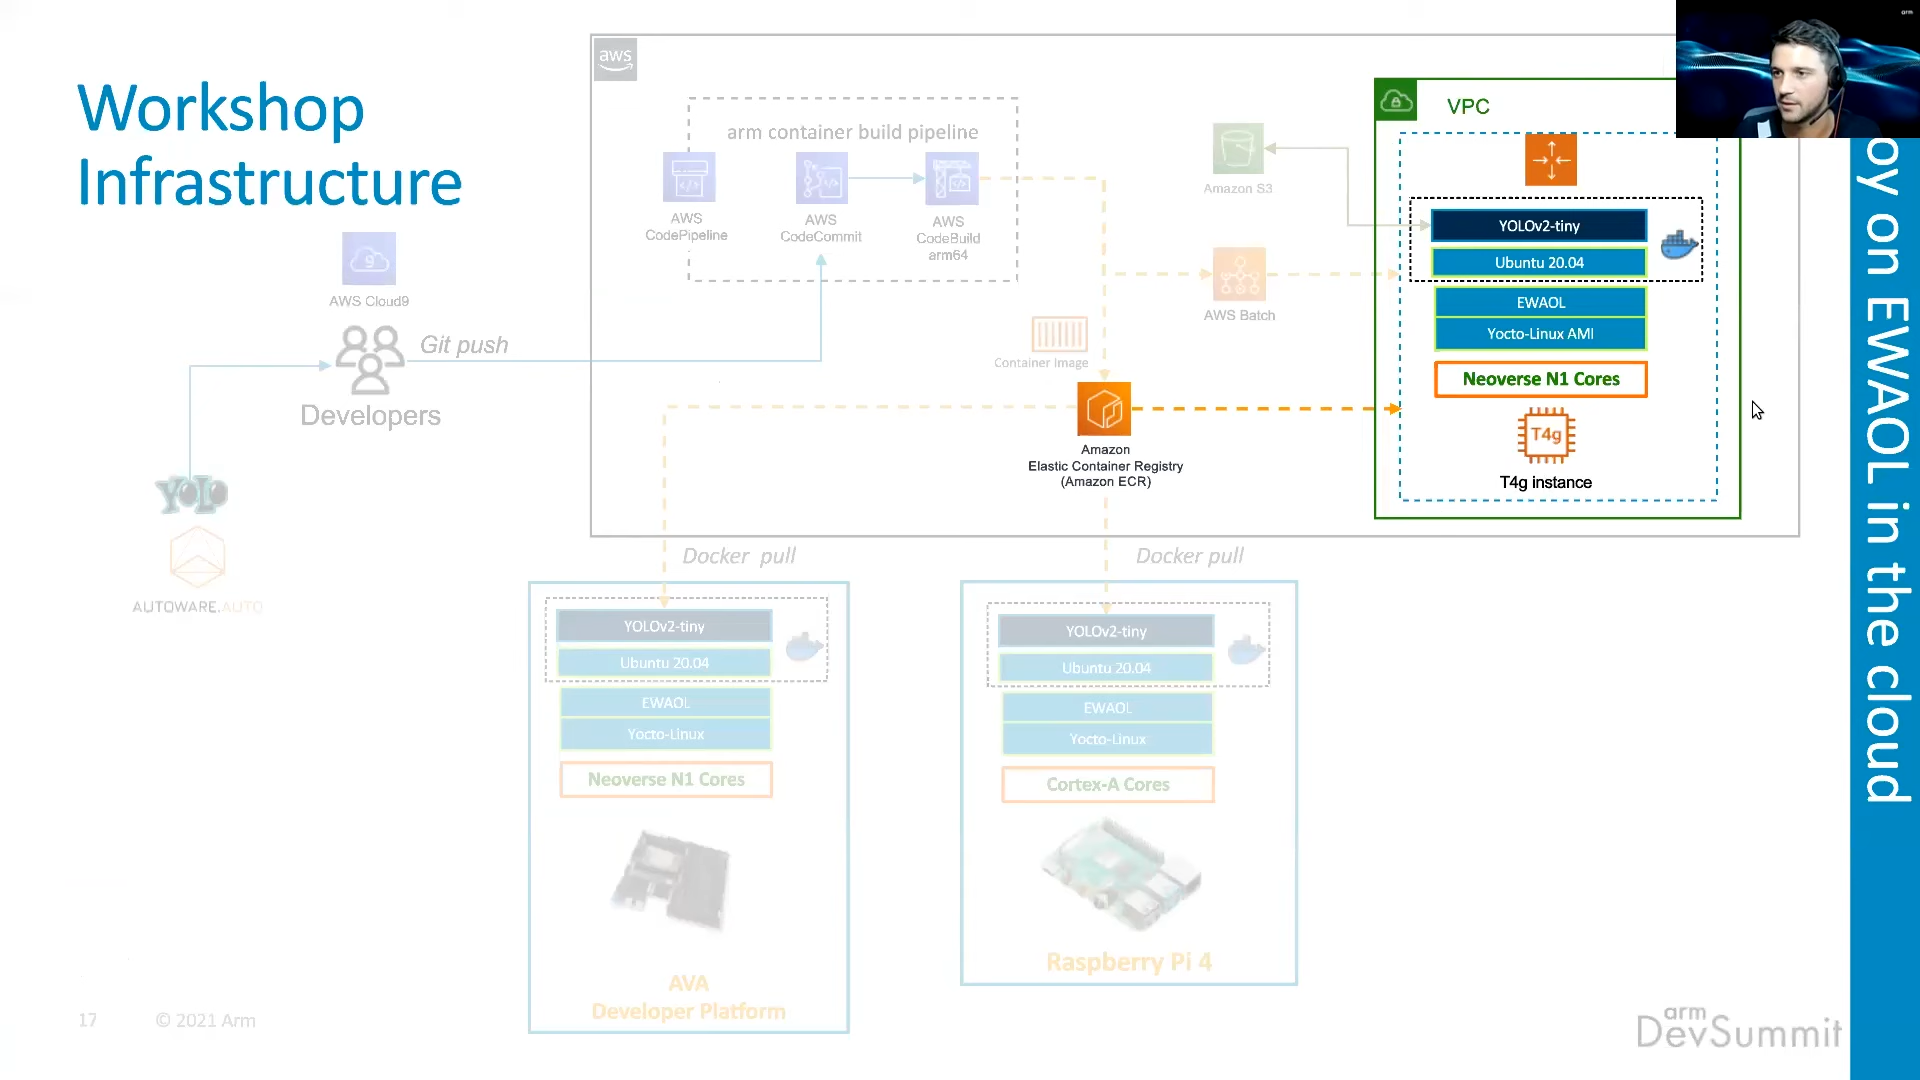 Workshop
Infrastructure
aws
arm container build pipeline
AWS
CodePipeline
AWS
CodeCommit
AWS
CodeBuild
arm64
9
AWS Cloud9
Developers
Git push
YOLO
AUTOWARE.AUTO
Amazon S3
AWS Batch
Container Image
Amazon
Elastic Container Registry
(Amazon ECR)
VPC
YOLOv2-tiny
Ubuntu 20.04
EWAOL
Yocto-Linux AMI
Neoverse N1 Cores
T4g
T4g instance
Docker pull
Docker pull
YOLOv2-tiny
Ubuntu 20.04
EWAOL
Yocto-Linux
Neoverse N1 Cores
AVA
Developer Platform
YOLOv2-tiny
Ubuntu 20.04
EWAOL
Yocto-Linux
Cortex-A Cores
Raspberry Pi 4
oy on EWAOL in the cloud
arm
17
© 2021 Arm
arm
DevSummit